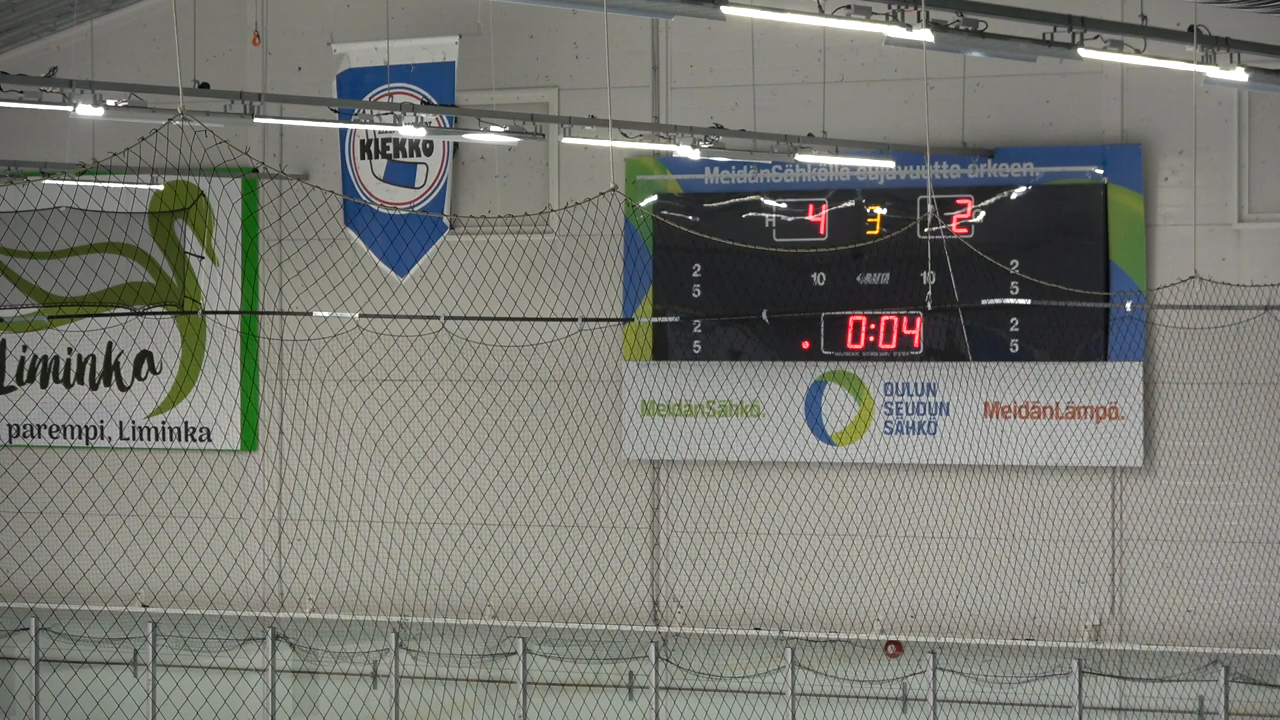 KIEKKO
Liminka
parempi, Liminka
MeidänSähköllä sujuvuutta arkeen.
H 4 3 2
2 10 10 2
5 5
2 0:04 2
5 5
MeidänSähkö.
OULUN
SEUDUN
SÄHKÖ
MeidänLämpö.